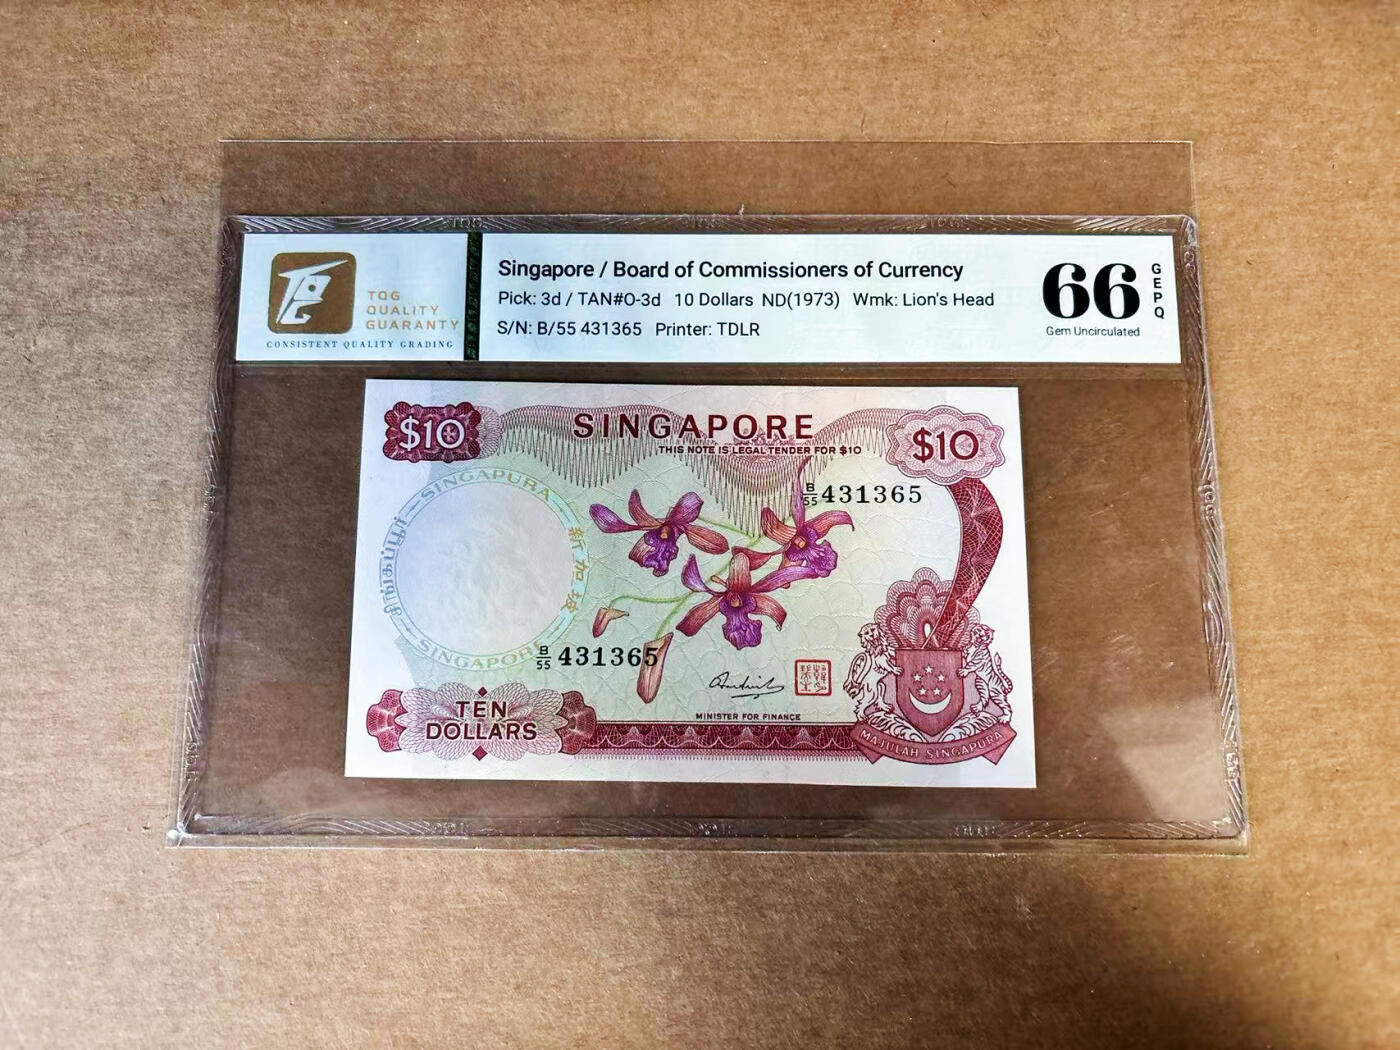 TQG
QUALITY
GUARANTY
CONSISTENT QUALITY GRADING
Singapore / Board of Commissioners of Currency
Pick: 3d / TAN#O-3d 10 Dollars ND(1973) Wmk: Lion's Head
S/N: B/55 431365 Printer: TDLR
66
GEPQ
Gem Uncirculated
$10
SINGAPORE
THIS NOTE IS LEGAL TENDER FOR $10
$10
B/55 431365
SINGAPURA
சிங்கப்பூர்
新加坡
SINGAPORE
B/55 431365
MINISTER FOR FINANCE
TEN
DOLLARS
MAJULAH SINGAPURA